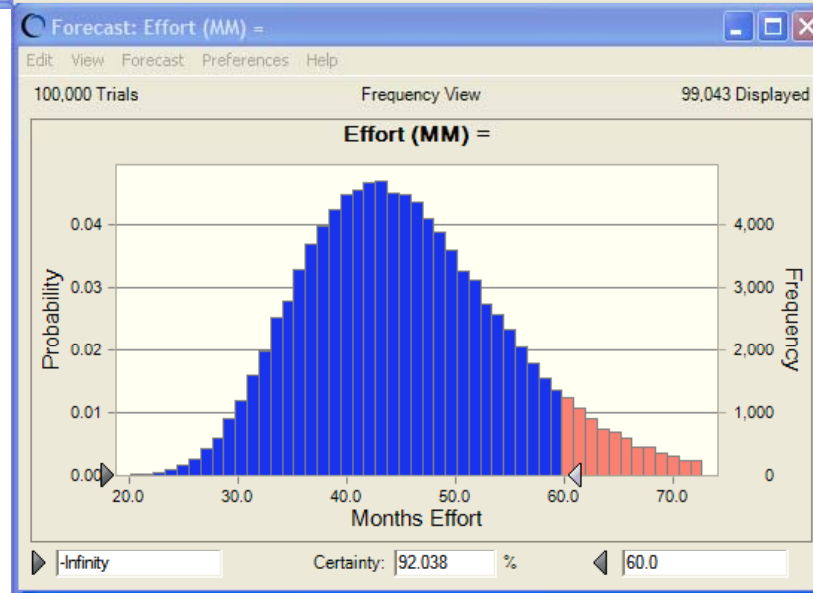 Forecast: Effort (MM) =
Edit View Forecast Preferences Help
100,000 Trials Frequency View 99,043 Displayed
Effort (MM) =
0.04 4,000
0.03 3,000
0.02 2,000
0.01 1,000
0.00 0
Probability
Frequency
20.0 30.0 40.0 50.0 60.0 70.0
Months Effort
-Infinity Certainty: 92.038 % 60.0